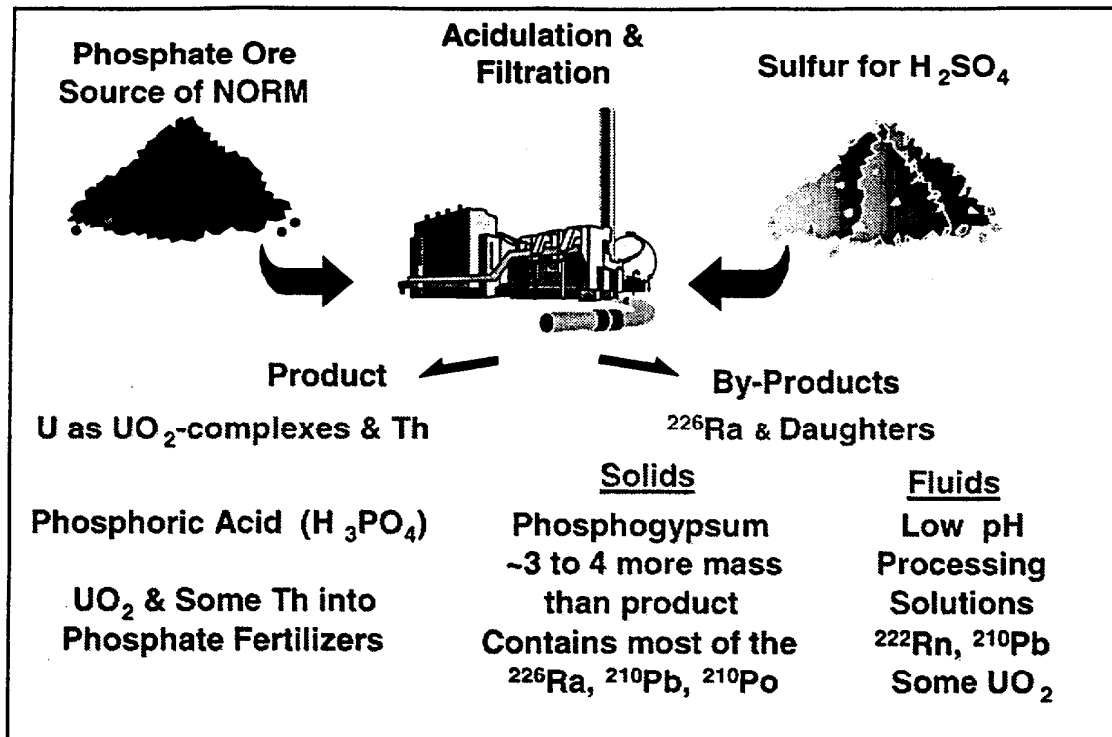 Phosphate Ore
Source of NORM
Acidulation &
Filtration
Sulfur for H₂SO₄
Product
U as UO₂-complexes & Th
Phosphoric Acid (H₃PO₄)
UO₂ & Some Th into
Phosphate Fertilizers
By-Products
²²⁶Ra & Daughters
Solids
Phosphogypsum
~3 to 4 more mass
than product
Contains most of the
²²⁶Ra, ²¹⁰Pb, ²¹⁰Po
Fluids
Low pH
Processing
Solutions
²²²Rn, ²¹⁰Pb
Some UO₂